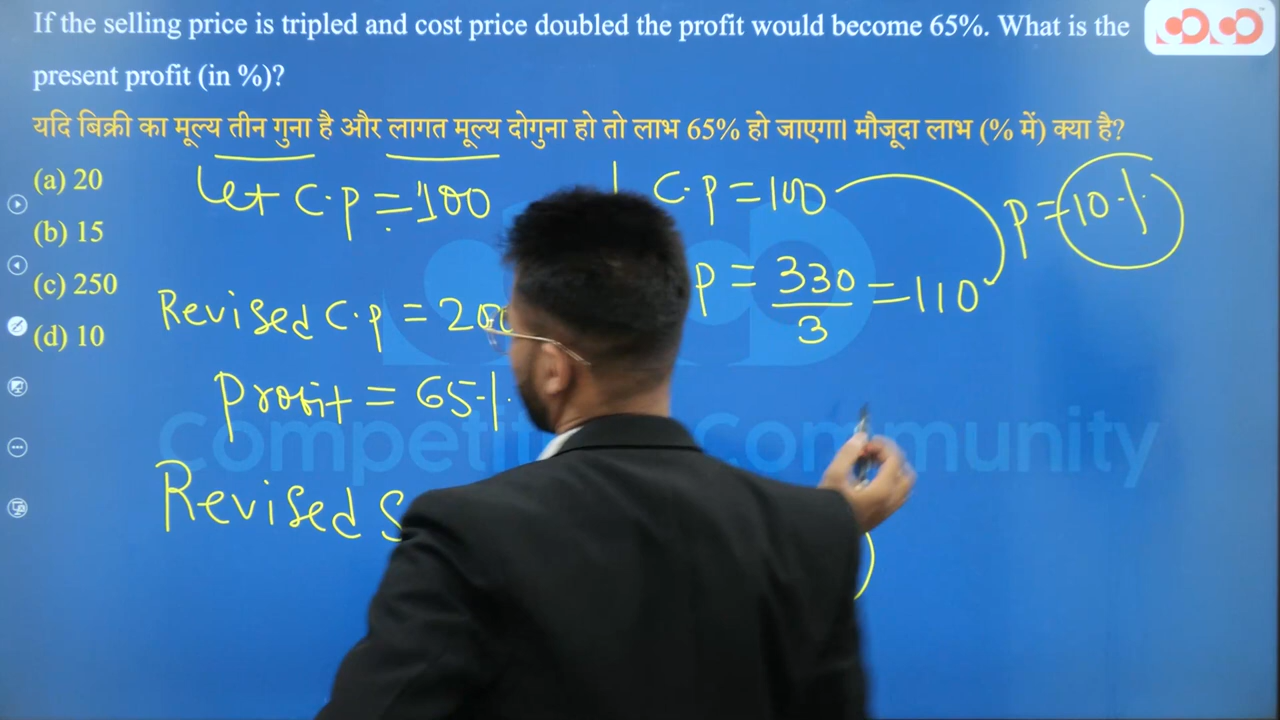 If the selling price is tripled and cost price doubled the profit would become 65%. What is the
present profit (in %)?
यदि बिक्री का मूल्य तीन गुना है और लागत मूल्य दोगुना हो तो लाभ 65% हो जाएगा। मौजूदा लाभ (% में) क्या है?
(a) 20
(b) 15
(c) 250
(d) 10
Let C.P = 100
Revised C.P = 200
Profit = 65%
Revised S
C.P = 100
P = 330/3 = 110
P = 10%
Community